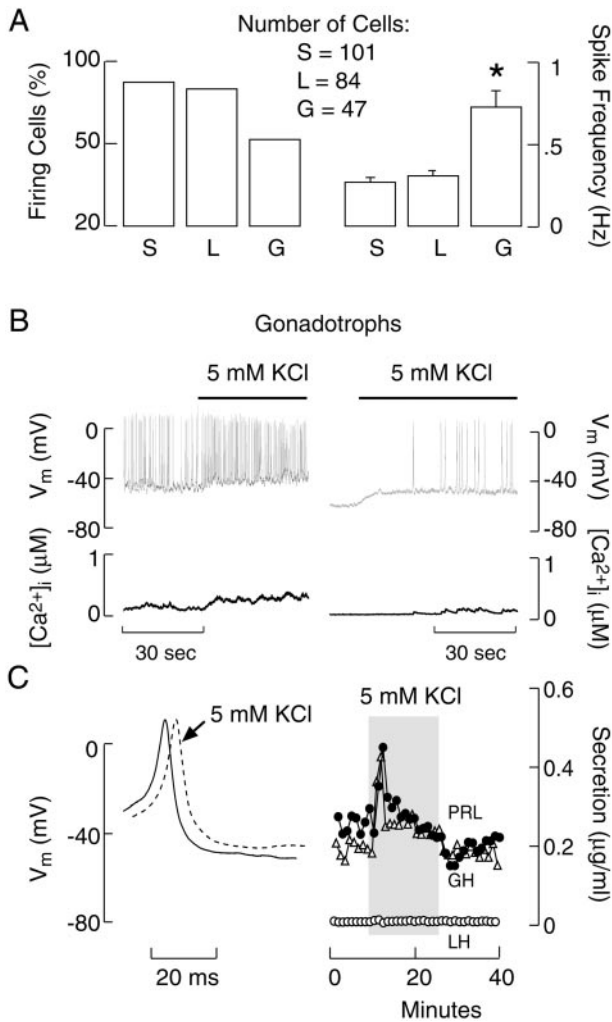 A
Number of Cells:
S = 101
L = 84
G = 47
Firing Cells (%)
100
50
20
S L G
*
S L G
1
.5
0
Spike Frequency (Hz)
B
Gonadotrophs
5 mM KCl
5 mM KCl
Vm (mV)
0
-40
-80
0
-40
-80
Vm (mV)
[Ca2+]i (μM)
1
0
1
0
[Ca2+]i (μM)
30 sec
30 sec
C
5 mM KCl
Vm (mV)
0
-40
-80
20 ms
5 mM KCl
PRL
GH
LH
0.6
0.4
0.2
0
Secretion (μg/ml)
0 20 40
Minutes